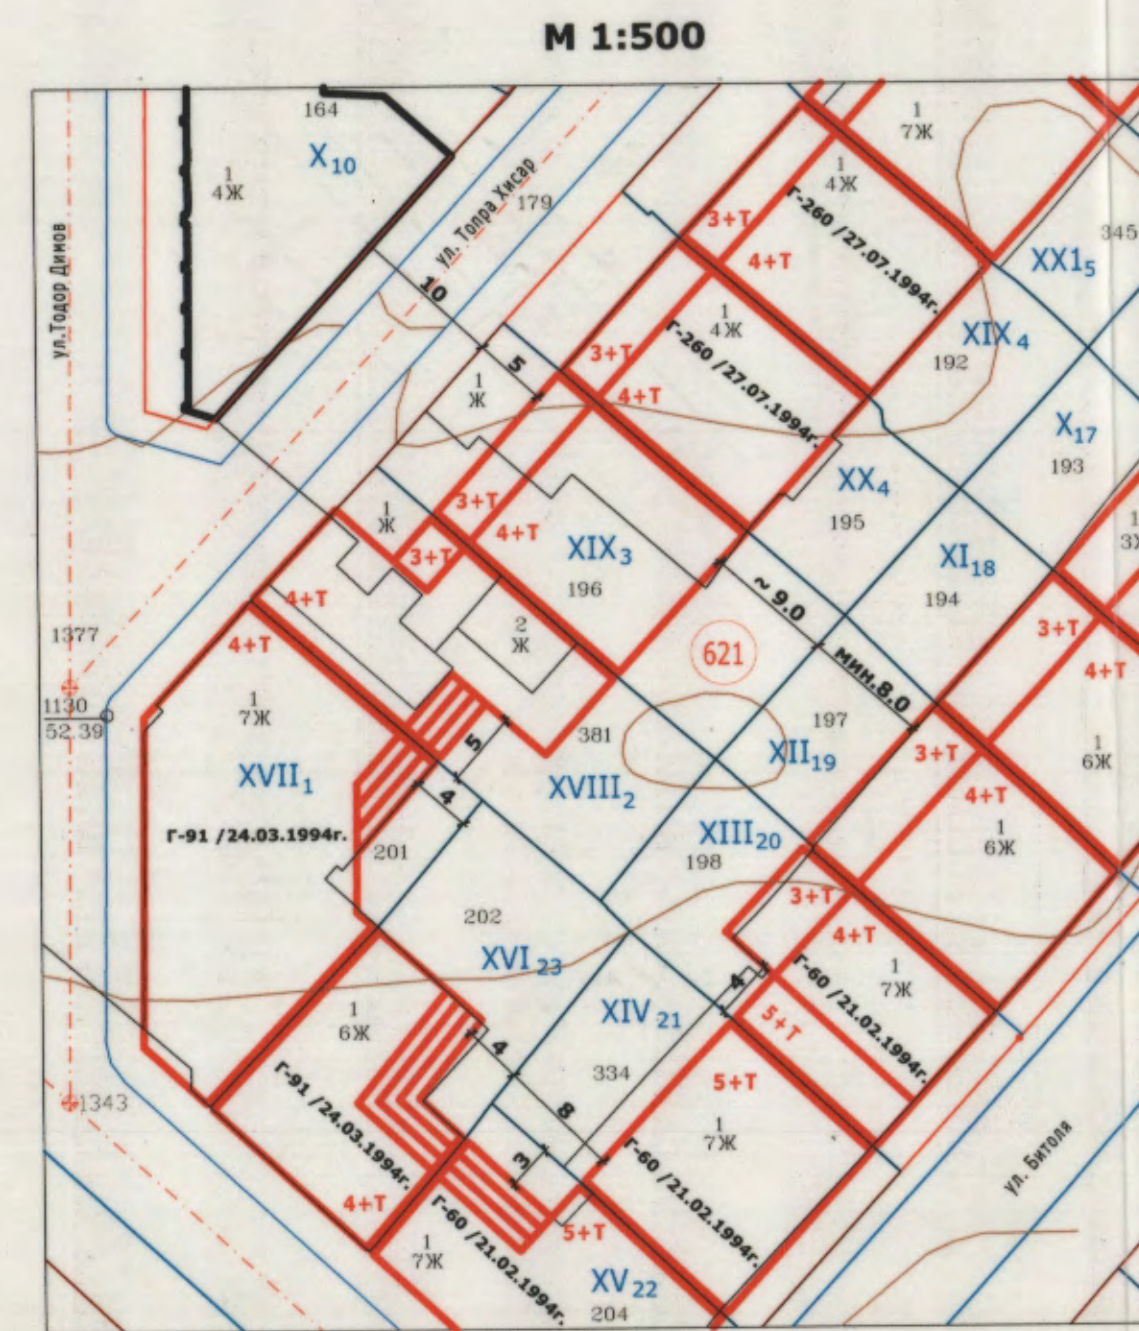 М 1:500
164
1
7Ж
X10
1
4Ж
ул. Топра Хисар
179
1
4Ж
Г-260 /27.07.1994г.
3+Т
4+Т
345
XX15
ул.Тодор Димов
10
1
4Ж
Г-260 /27.07.1994г.
XIX4
192
5
3+Т
4+Т
1
Ж
X17
193
XX4
195
3+Т
1
Ж
4+Т
3+Т
XIX3
196
XI18
194
1
3Ж
4+Т
~ 9.0
2
Ж
1377
4+Т
621
мин.8.0
3+Т
4+Т
1130
52.39
1
7Ж
5
381
197
XII19
3+Т
1
6Ж
XVII1
4
XVIII2
4+Т
Г-91 /24.03.1994г.
201
XIII20
198
1
6Ж
3+Т
202
4+Т
XVI23
4
Г-60 /21.02.1994г.
1
7Ж
1
6Ж
XIV21
5+Т
4
334
5+Т
1343
Г-91 /24.03.1994г.
8
1
7Ж
3
Г-60 /21.02.1994г.
ул. Битоля
4+Т
Г-60 /21.02.1994г.
5+Т
1
7Ж
XV22
204